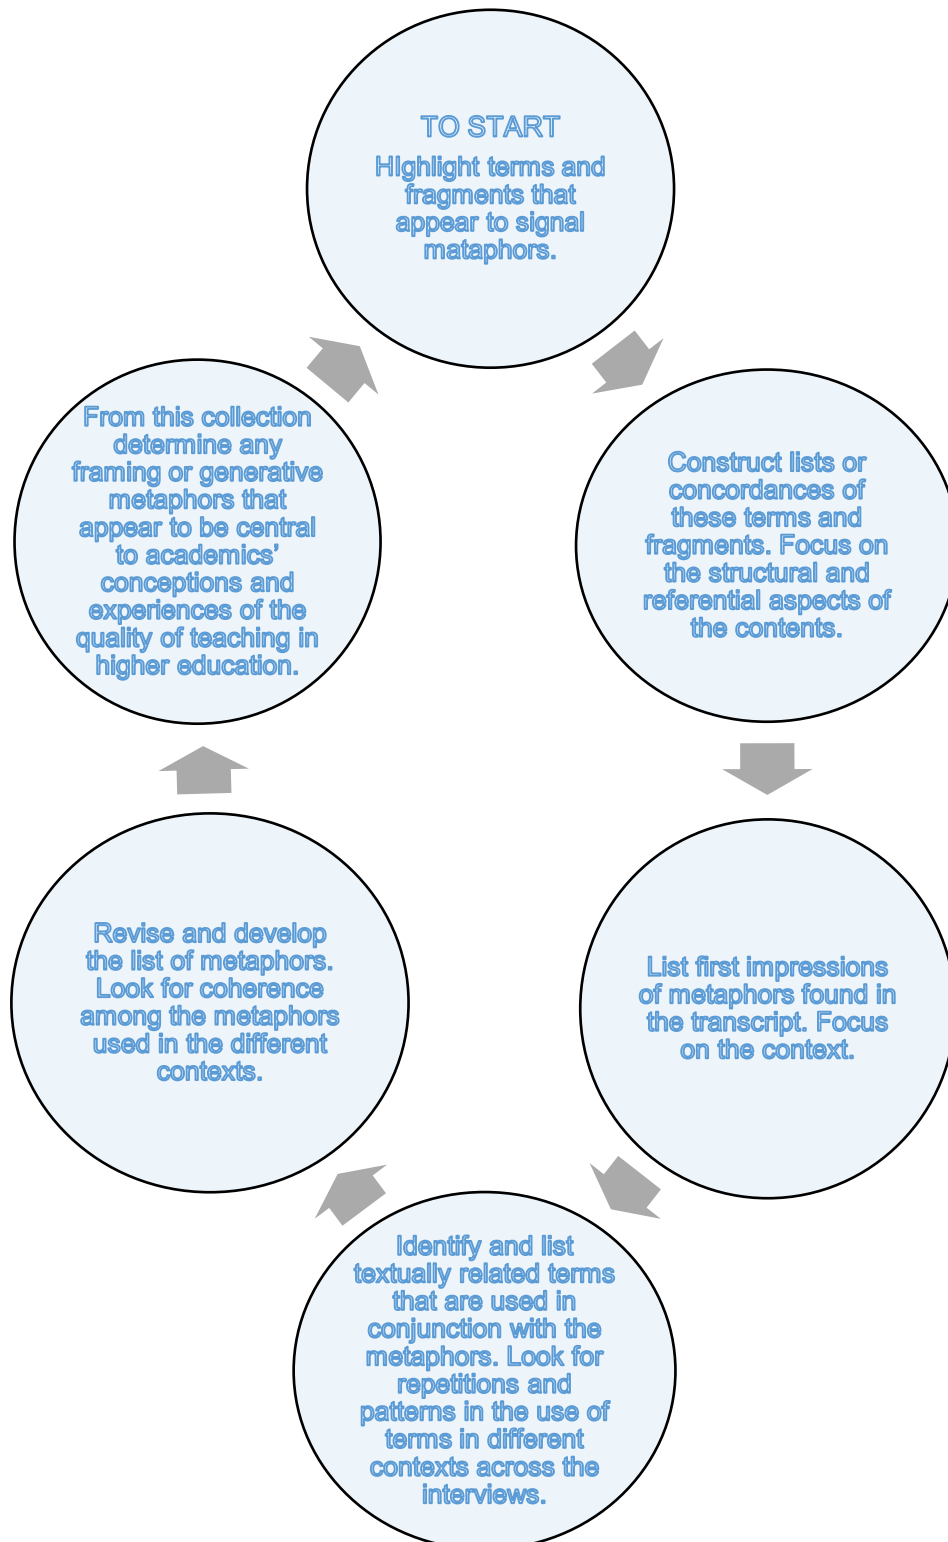 TO START
HIghlight terms and
fragments that
appear to signal
mataphors.
Construct lists or
concordances of
these terms and
fragments. Focus on
the structural and
referential aspects of
the contents.
List first impressions
of metaphors found in
the transcript. Focus
on the context.
Identify and list
textually related terms
that are used in
conjunction with the
metaphors. Look for
repetitions and
patterns in the use of
terms in different
contexts across the
interviews.
Revise and develop
the list of metaphors.
Look for coherence
among the metaphors
used in the different
contexts.
From this collection
determine any
framing or generative
metaphors that
appear to be central
to academics’
conceptions and
experiences of the
quality of teaching in
higher education.